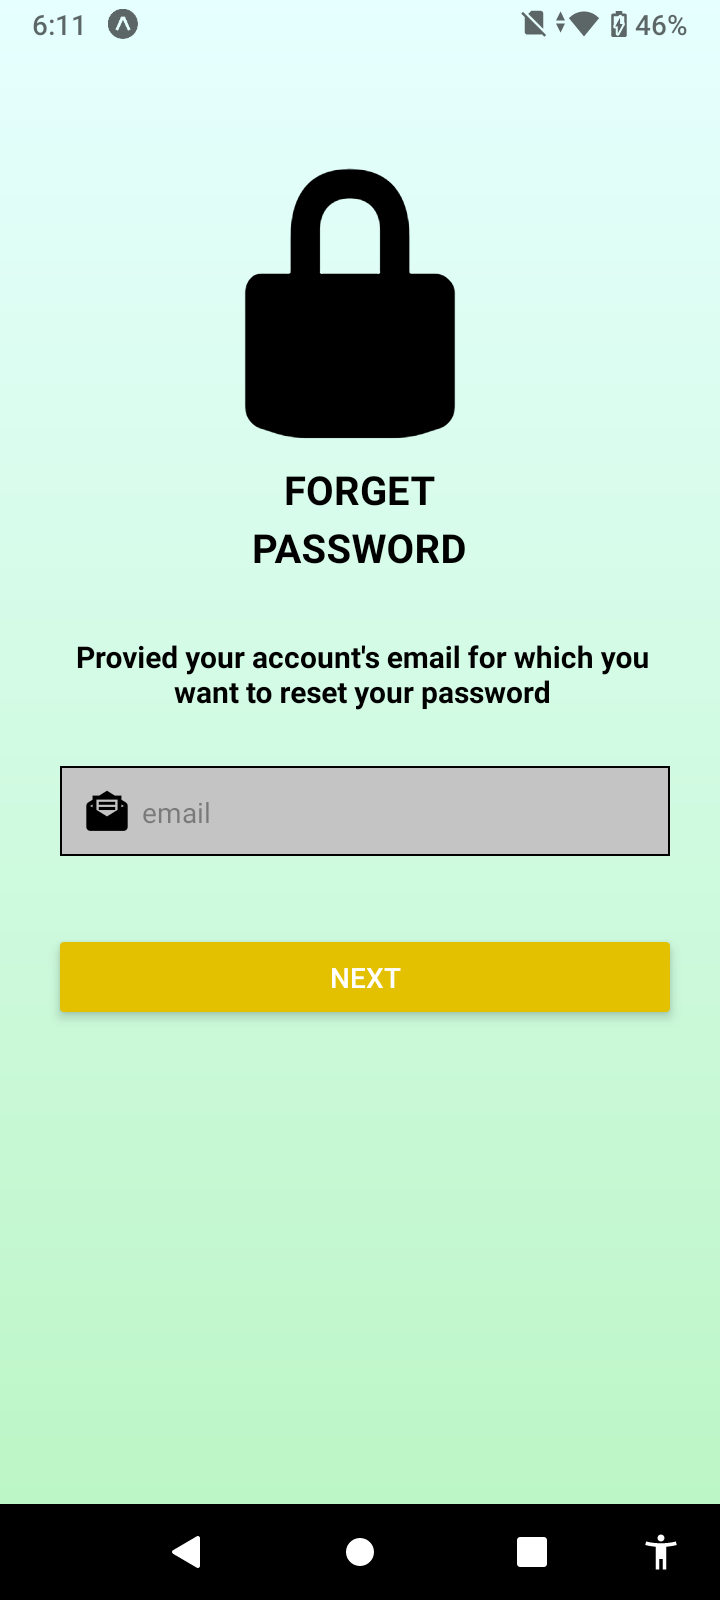 6:11
46%
FORGET
PASSWORD
Provied your account's email for which you
want to reset your password
email
NEXT